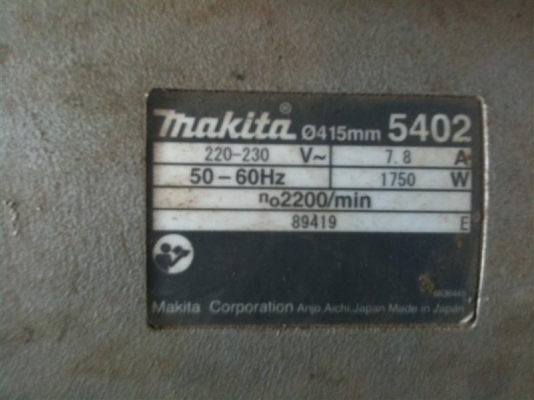 makita® Ø415mm 5402
220-230 V~ 7.8 A
50-60Hz 1750 W
no2200/min
89419 E
Makita Corporation Anjo, Aichi, Japan Made in Japan